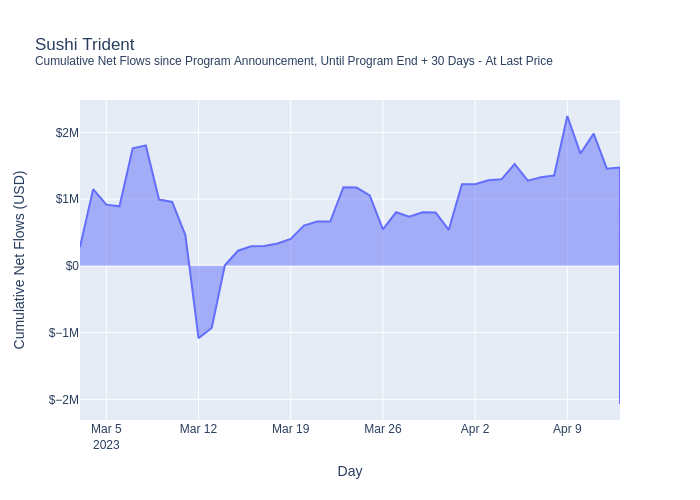 Sushi Trident
Cumulative Net Flows since Program Announcement, Until Program End + 30 Days - At Last Price
Cumulative Net Flows (USD)
$2M
$1M
$0
$−1M
$−2M
Mar 5
2023
Mar 12
Mar 19
Mar 26
Apr 2
Apr 9
Day